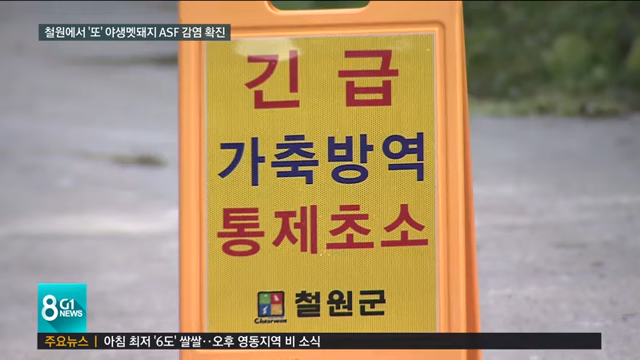 철원에서 '또' 야생멧돼지 ASF 감염 확진
긴급
가축방역
통제초소
철원군
8 G1 NEWS
주요뉴스 아침 최저 '6도' 쌀쌀··오후 영동지역 비 소식